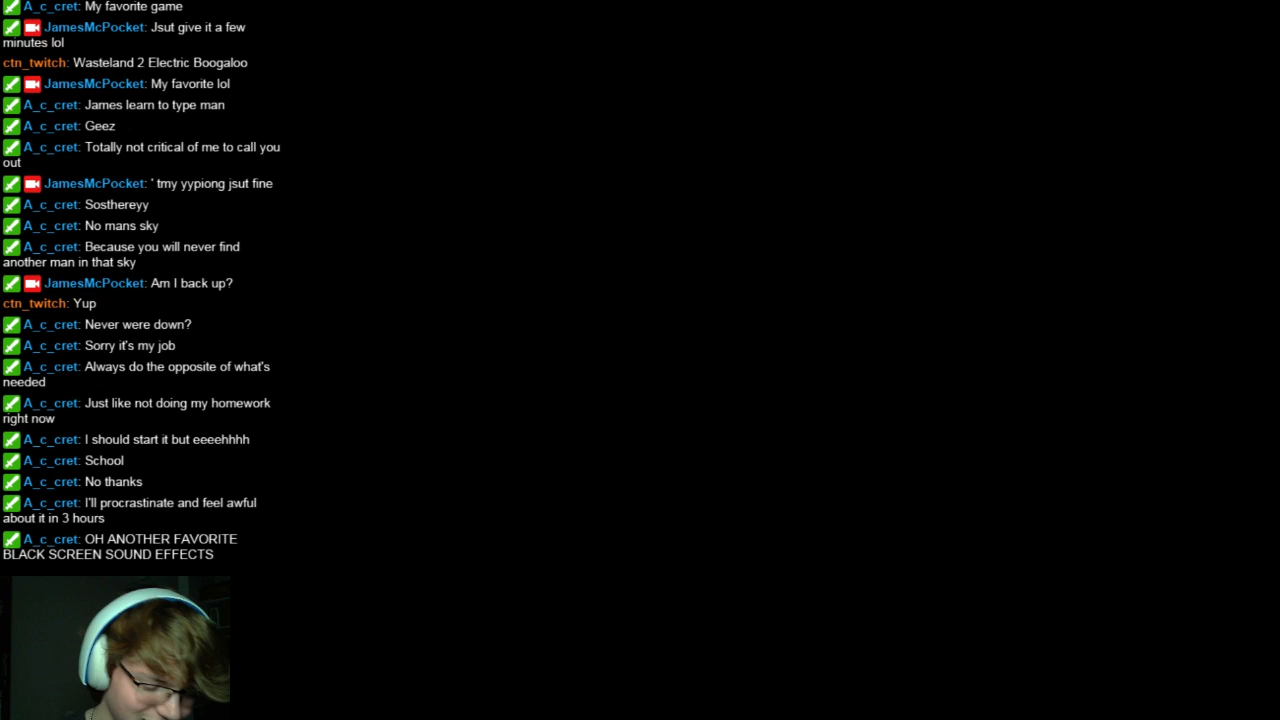 A_c_cret: My favorite game
JamesMcPocket: Jsut give it a few
minutes lol
ctn_twitch: Wasteland 2 Electric Boogaloo
JamesMcPocket: My favorite lol
A_c_cret: James learn to type man
A_c_cret: Geez
A_c_cret: Totally not critical of me to call you
out
JamesMcPocket: ' tmy yypiong jsut fine
A_c_cret: Sosthereyy
A_c_cret: No mans sky
A_c_cret: Because you will never find
another man in that sky
JamesMcPocket: Am I back up?
ctn_twitch: Yup
A_c_cret: Never were down?
A_c_cret: Sorry it's my job
A_c_cret: Always do the opposite of what's
needed
A_c_cret: Just like not doing my homework
right now
A_c_cret: I should start it but eeeehhhh
A_c_cret: School
A_c_cret: No thanks
A_c_cret: I'll procrastinate and feel awful
about it in 3 hours
A_c_cret: OH ANOTHER FAVORITE
BLACK SCREEN SOUND EFFECTS